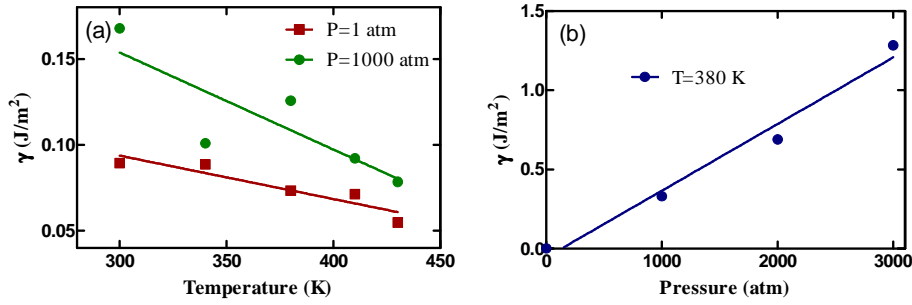 (a)
P=1 atm
P=1000 atm
0.15
0.10
0.05
γ (J/m²)
300
350
400
450
Temperature (K)
(b)
T=380 K
1.5
1.0
0.5
0.0
γ (J/m²)
0
1000
2000
3000
Pressure (atm)